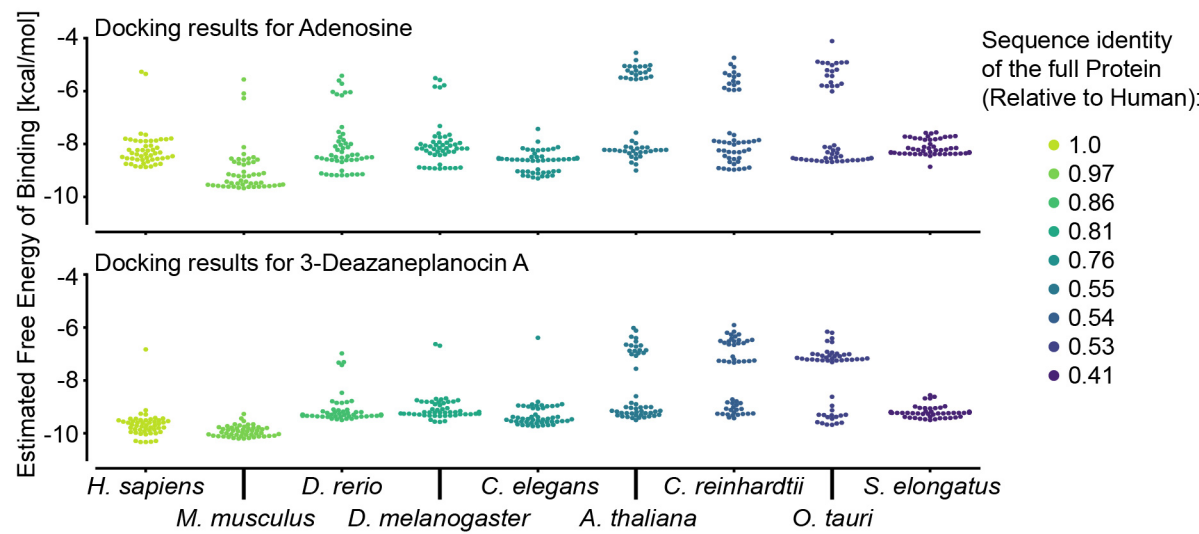 Estimated Free Energy of Binding [kcal/mol]
Docking results for Adenosine
-4
-6
-8
-10
Docking results for 3-Deazaneplanocin A
-4
-6
-8
-10
H. sapiens
M. musculus
D. rerio
D. melanogaster
C. elegans
A. thaliana
C. reinhardtii
O. tauri
S. elongatus
Sequence identity
of the full Protein
(Relative to Human):
1.0
0.97
0.86
0.81
0.76
0.55
0.54
0.53
0.41